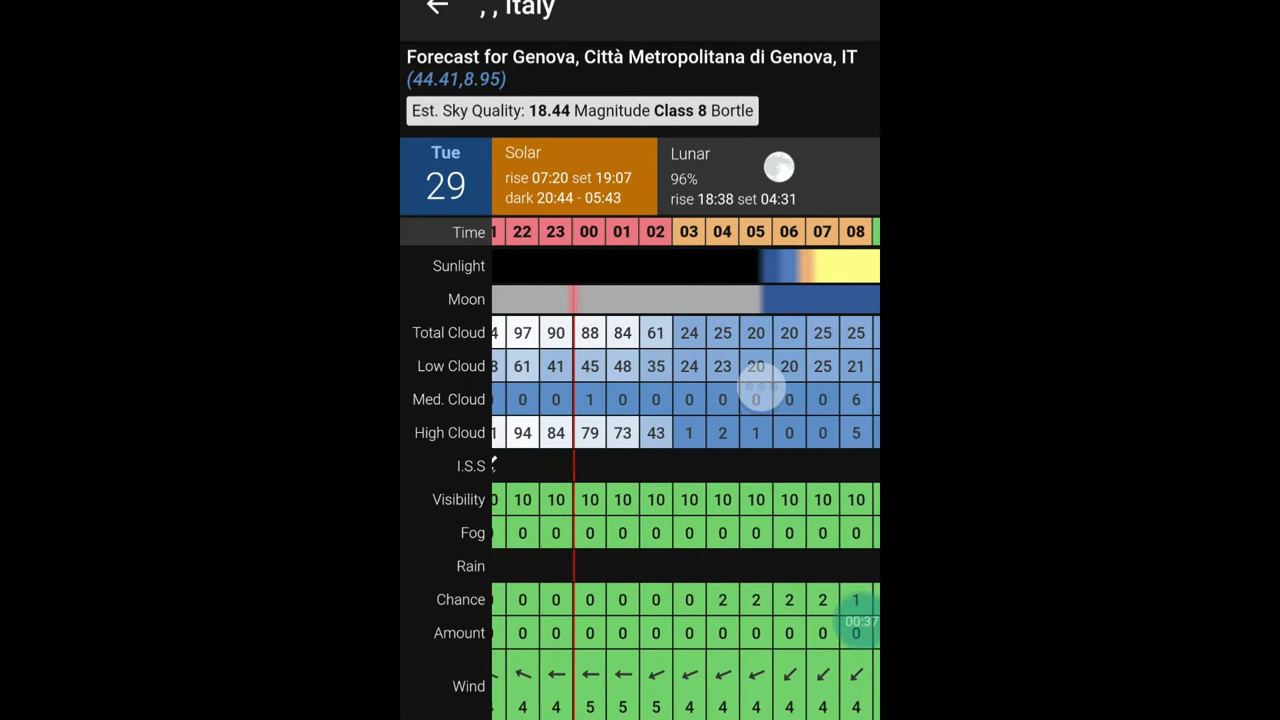 , , Italy
Forecast for Genova, Città Metropolitana di Genova, IT
(44.41,8.95)
Est. Sky Quality: 18.44 Magnitude Class 8 Bortle
Tue
29
Solar
rise 07:20 set 19:07
dark 20:44 - 05:43
Lunar
96%
rise 18:38 set 04:31
Time 22 23 00 01 02 03 04 05 06 07 08
Sunlight
Moon
Total Cloud 4 97 90 88 84 61 24 25 20 20 25 25
Low Cloud 8 61 41 45 48 35 24 23 20 20 25 21
Med. Cloud 0 0 1 0 0 0 0 0 0 0 6
High Cloud 1 94 84 79 73 43 1 2 1 0 0 5
I.S.S
Visibility 0 10 10 10 10 10 10 10 10 10 10 10
Fog 0 0 0 0 0 0 0 0 0 0 0
Rain
Chance 0 0 0 0 0 0 2 2 2 2 1
00:37
Amount 0 0 0 0 0 0 0 0 0 0 0
Wind
4 4 5 5 5 4 4 4 4 4 4